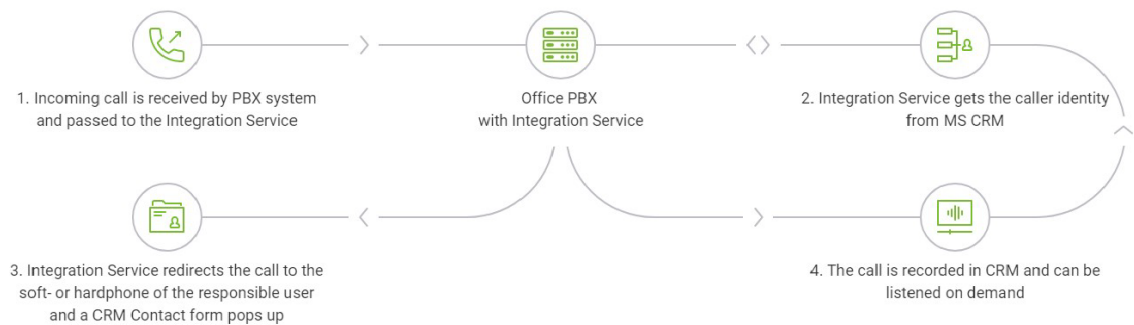 1. Incoming call is received by PBX system
and passed to the Integration Service
Office PBX
with Integration Service
2. Integration Service gets the caller identity
from MS CRM
3. Integration Service redirects the call to the
soft- or hardphone of the responsible user
and a CRM Contact form pops up
4. The call is recorded in CRM and can be
listened on demand